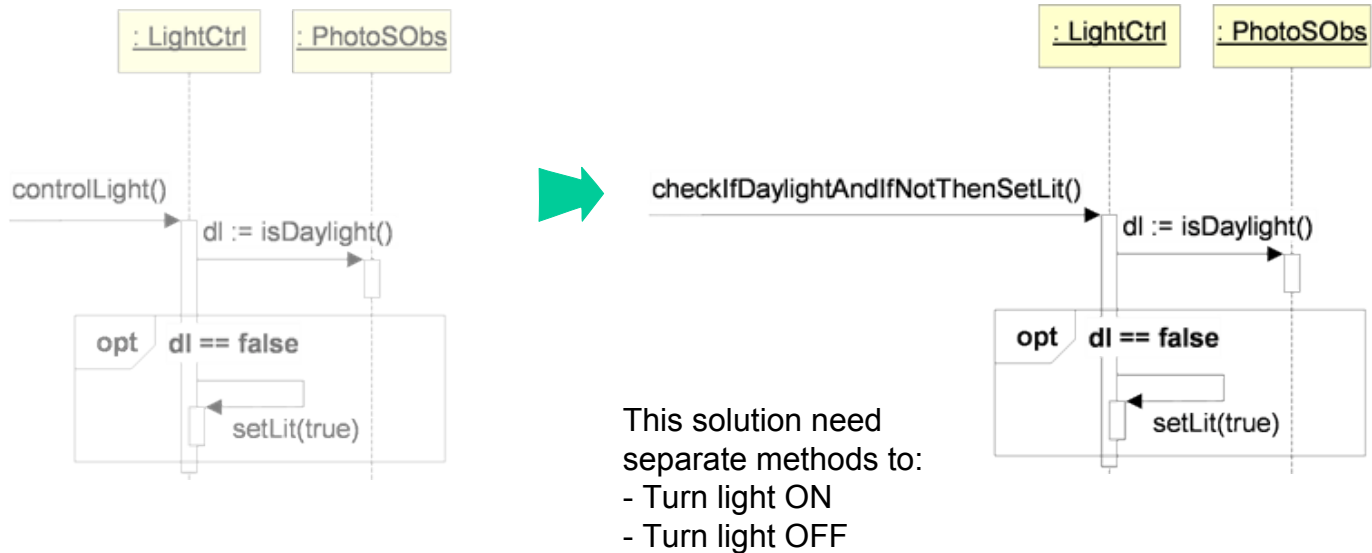 : LightCtrl
: PhotoSObs
controlLight()
dl := isDaylight()
opt
dl == false
setLit(true)
: LightCtrl
: PhotoSObs
checkIfDaylightAndIfNotThenSetLit()
dl := isDaylight()
opt
dl == false
setLit(true)
This solution need
separate methods to:
- Turn light ON
- Turn light OFF